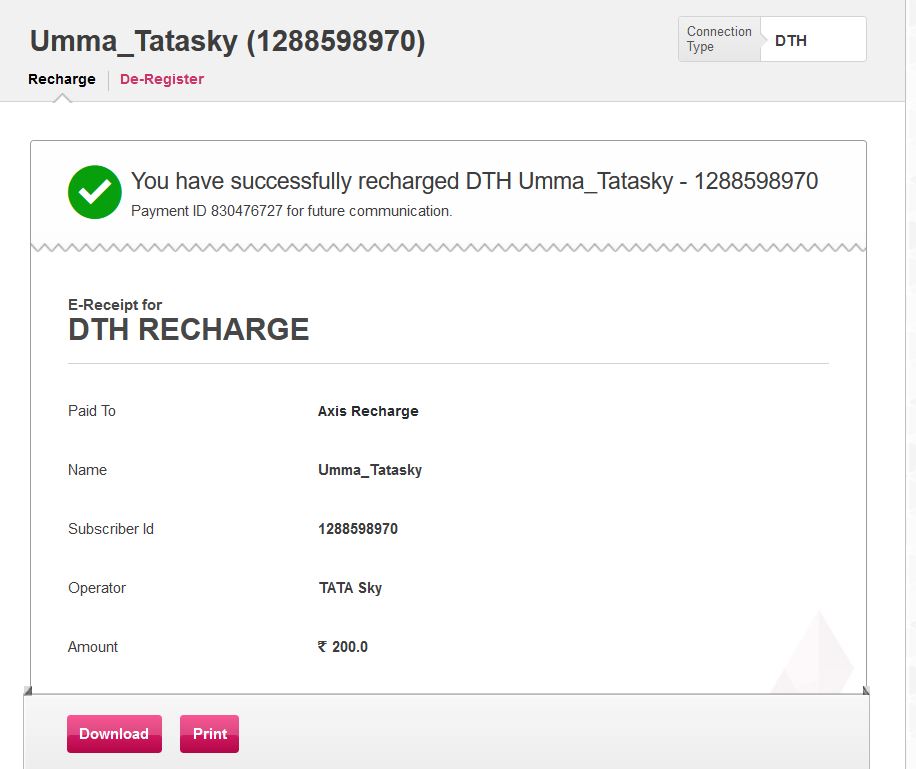 Umma_Tatasky (1288598970)
Connection
Type
DTH
Recharge
De-Register
You have successfully recharged DTH Umma_Tatasky - 1288598970
Payment ID 830476727 for future communication.
E-Receipt for
DTH RECHARGE
Paid To Axis Recharge
Name Umma_Tatasky
Subscriber Id 1288598970
Operator TATA Sky
Amount ₹ 200.0
Download Print